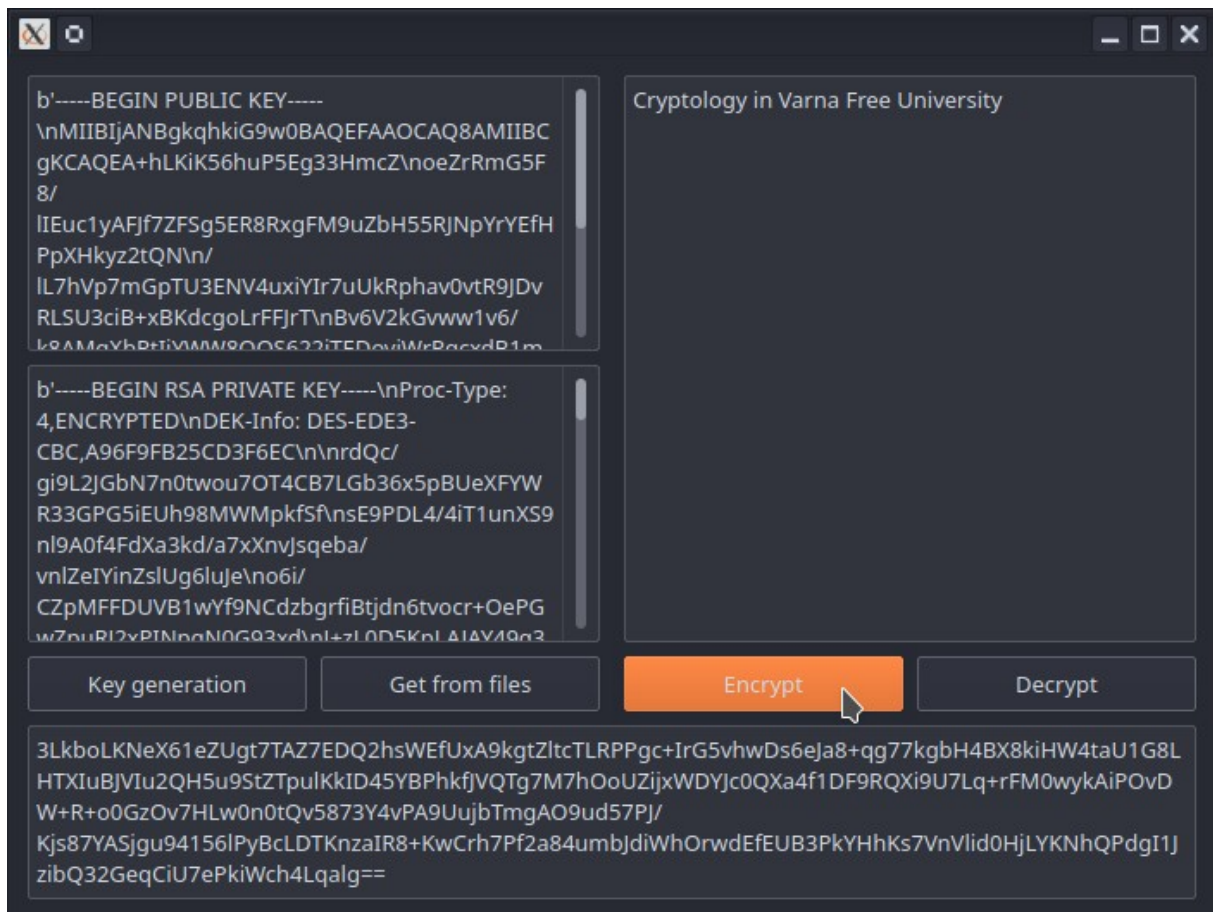 b'-----BEGIN PUBLIC KEY-----
\nMIIBIjANBgkqhkiG9w0BAQEFAAOCAQ8AMIIBC
gKCAQEA+hLKiK56huP5Eg33HmcZ\noeZrRmG5F
8/
lIEuc1yAFJf7ZFSg5ER8RxgFM9uZbH55RJNpYrYEfH
PpXHkyz2tQN\n/
lL7hVp7mGpTU3ENV4uxiYIr7uUkRphav0vtR9JDv
RLSU3ciB+xBKdcgoLrFFJrT\nBv6V2kGvww1v6/
b'-----BEGIN RSA PRIVATE KEY-----\nProc-Type:
4,ENCRYPTED\nDEK-Info: DES-EDE3-
CBC,A96F9FB25CD3F6EC\n\nrdQc/
gi9L2JGbN7n0twou7OT4CB7LGb36x5pBUeXFYW
R33GPG5iEUh98MWMpkfSf\nsE9PDL4/4iT1unXS9
nl9A0f4FdXa3kd/a7xXnvJsqeba/
vnlZeIYinZslUg6luJe\no6i/
CZpMFFDUVB1wYf9NCdzbgrfiBtjdn6tvocr+OePG
Cryptology in Varna Free University
Key generation
Get from files
Encrypt
Decrypt
3LkboLKNeX61eZUgt7TAZ7EDQ2hsWEfUxA9kgtZltcTLRPPgc+IrG5vhwDs6eJa8+qg77kgbH4BX8kiHW4taU1G8L
HTXIuBJVIu2QH5u9StZTpulKkID45YBPhkfJVQTg7M7hOoUZijxWDYJc0QXa4f1DF9RQXi9U7Lq+rFM0wykAiPOvD
W+R+o0GzOv7HLw0n0tQv5873Y4vPA9UujbTmgAO9ud57PJ/
Kjs87YASjgu94156lPyBcLDTKnzaIR8+KwCrh7Pf2a84umbJdiWhOrwdEfEUB3PkYHhKs7VnVlid0HjLYKNhQPdgI1J
zibQ32GeqCiU7ePkiWch4Lqalg==